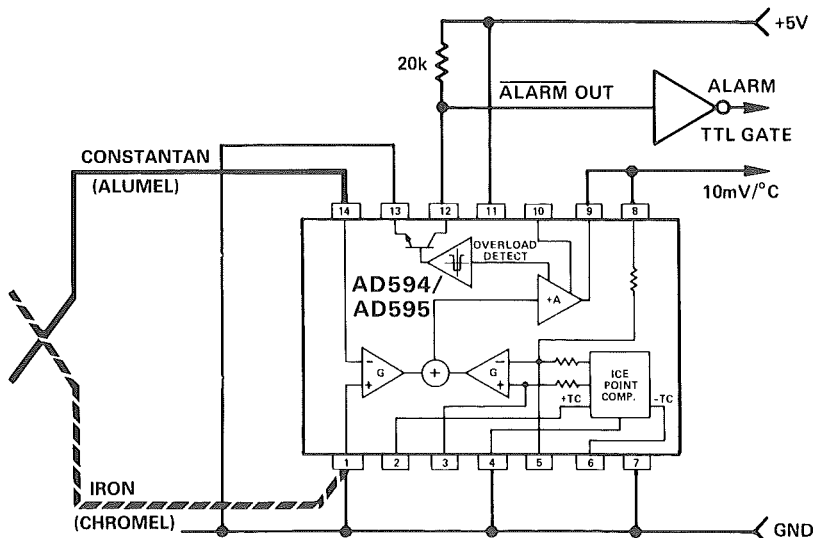 +5V
20k
ALARM OUT
ALARM
TTL GATE
CONSTANTAN
(ALUMEL)
10mV/°C
14 13 12 11 10 9 8
OVERLOAD
DETECT
AD594/
AD595
+A
–
G
+
+
–
G
+
ICE
POINT
COMP.
+TC
–TC
1 2 3 4 5 6 7
IRON
(CHROMEL)
GND